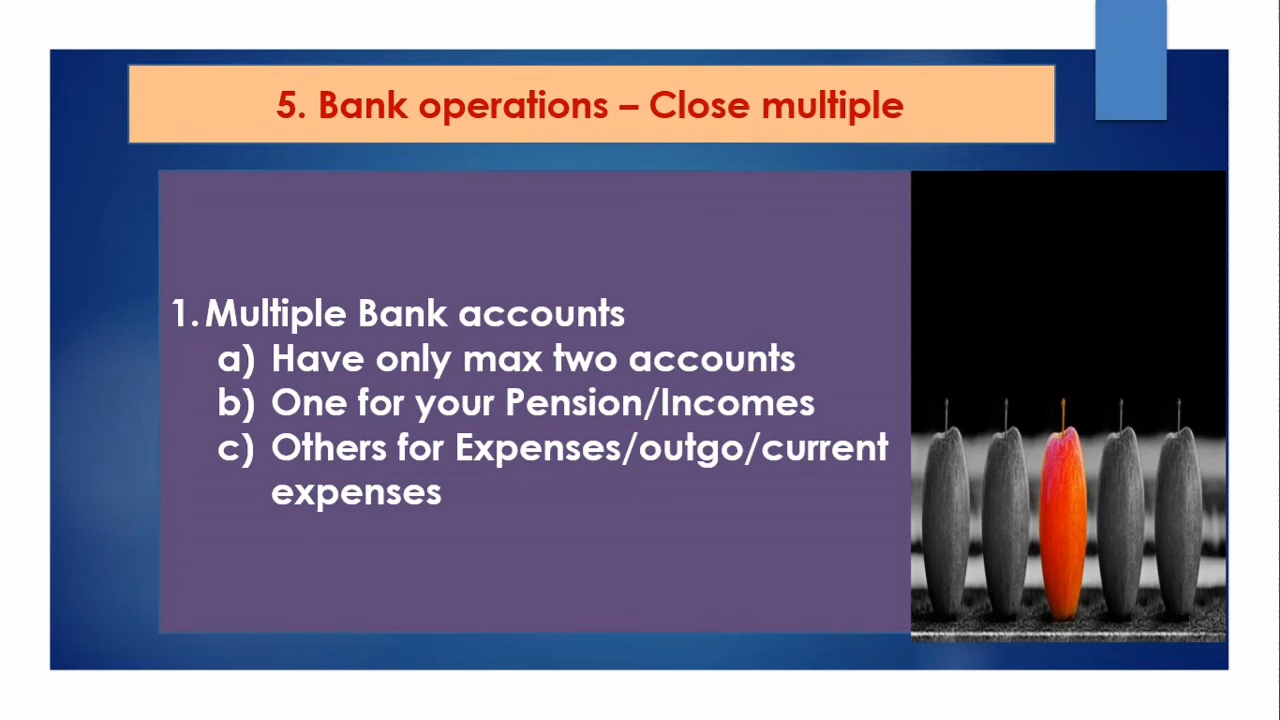 5. Bank operations – Close multiple
1. Multiple Bank accounts
a) Have only max two accounts
b) One for your Pension/Incomes
c) Others for Expenses/outgo/current
expenses